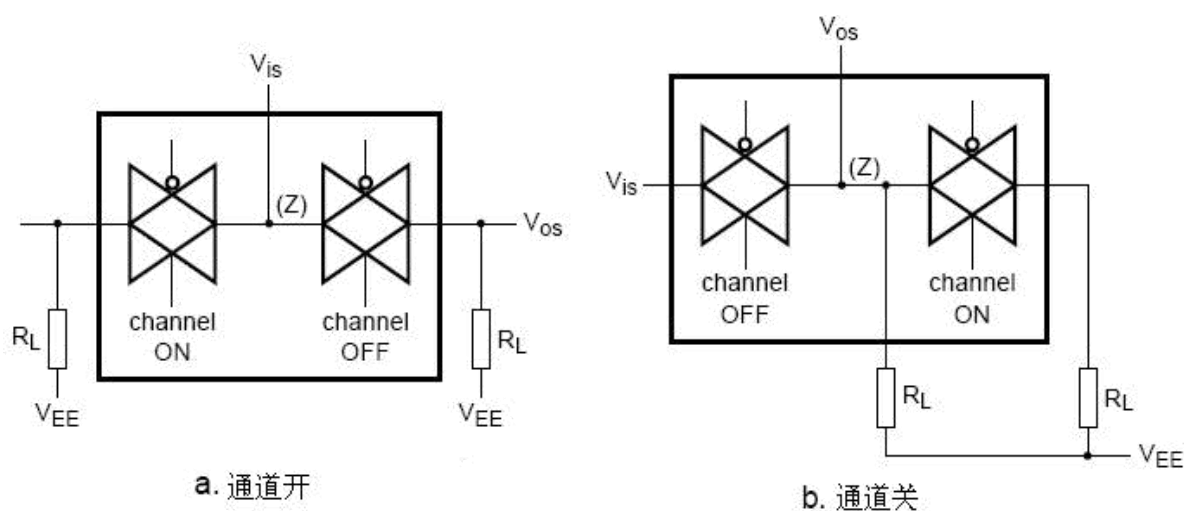 Vis
(Z)
Vos
channel
ON
channel
OFF
RL
RL
VEE
VEE
a. 通道开
Vos
Vis
(Z)
channel
OFF
channel
ON
RL
RL
VEE
b. 通道关